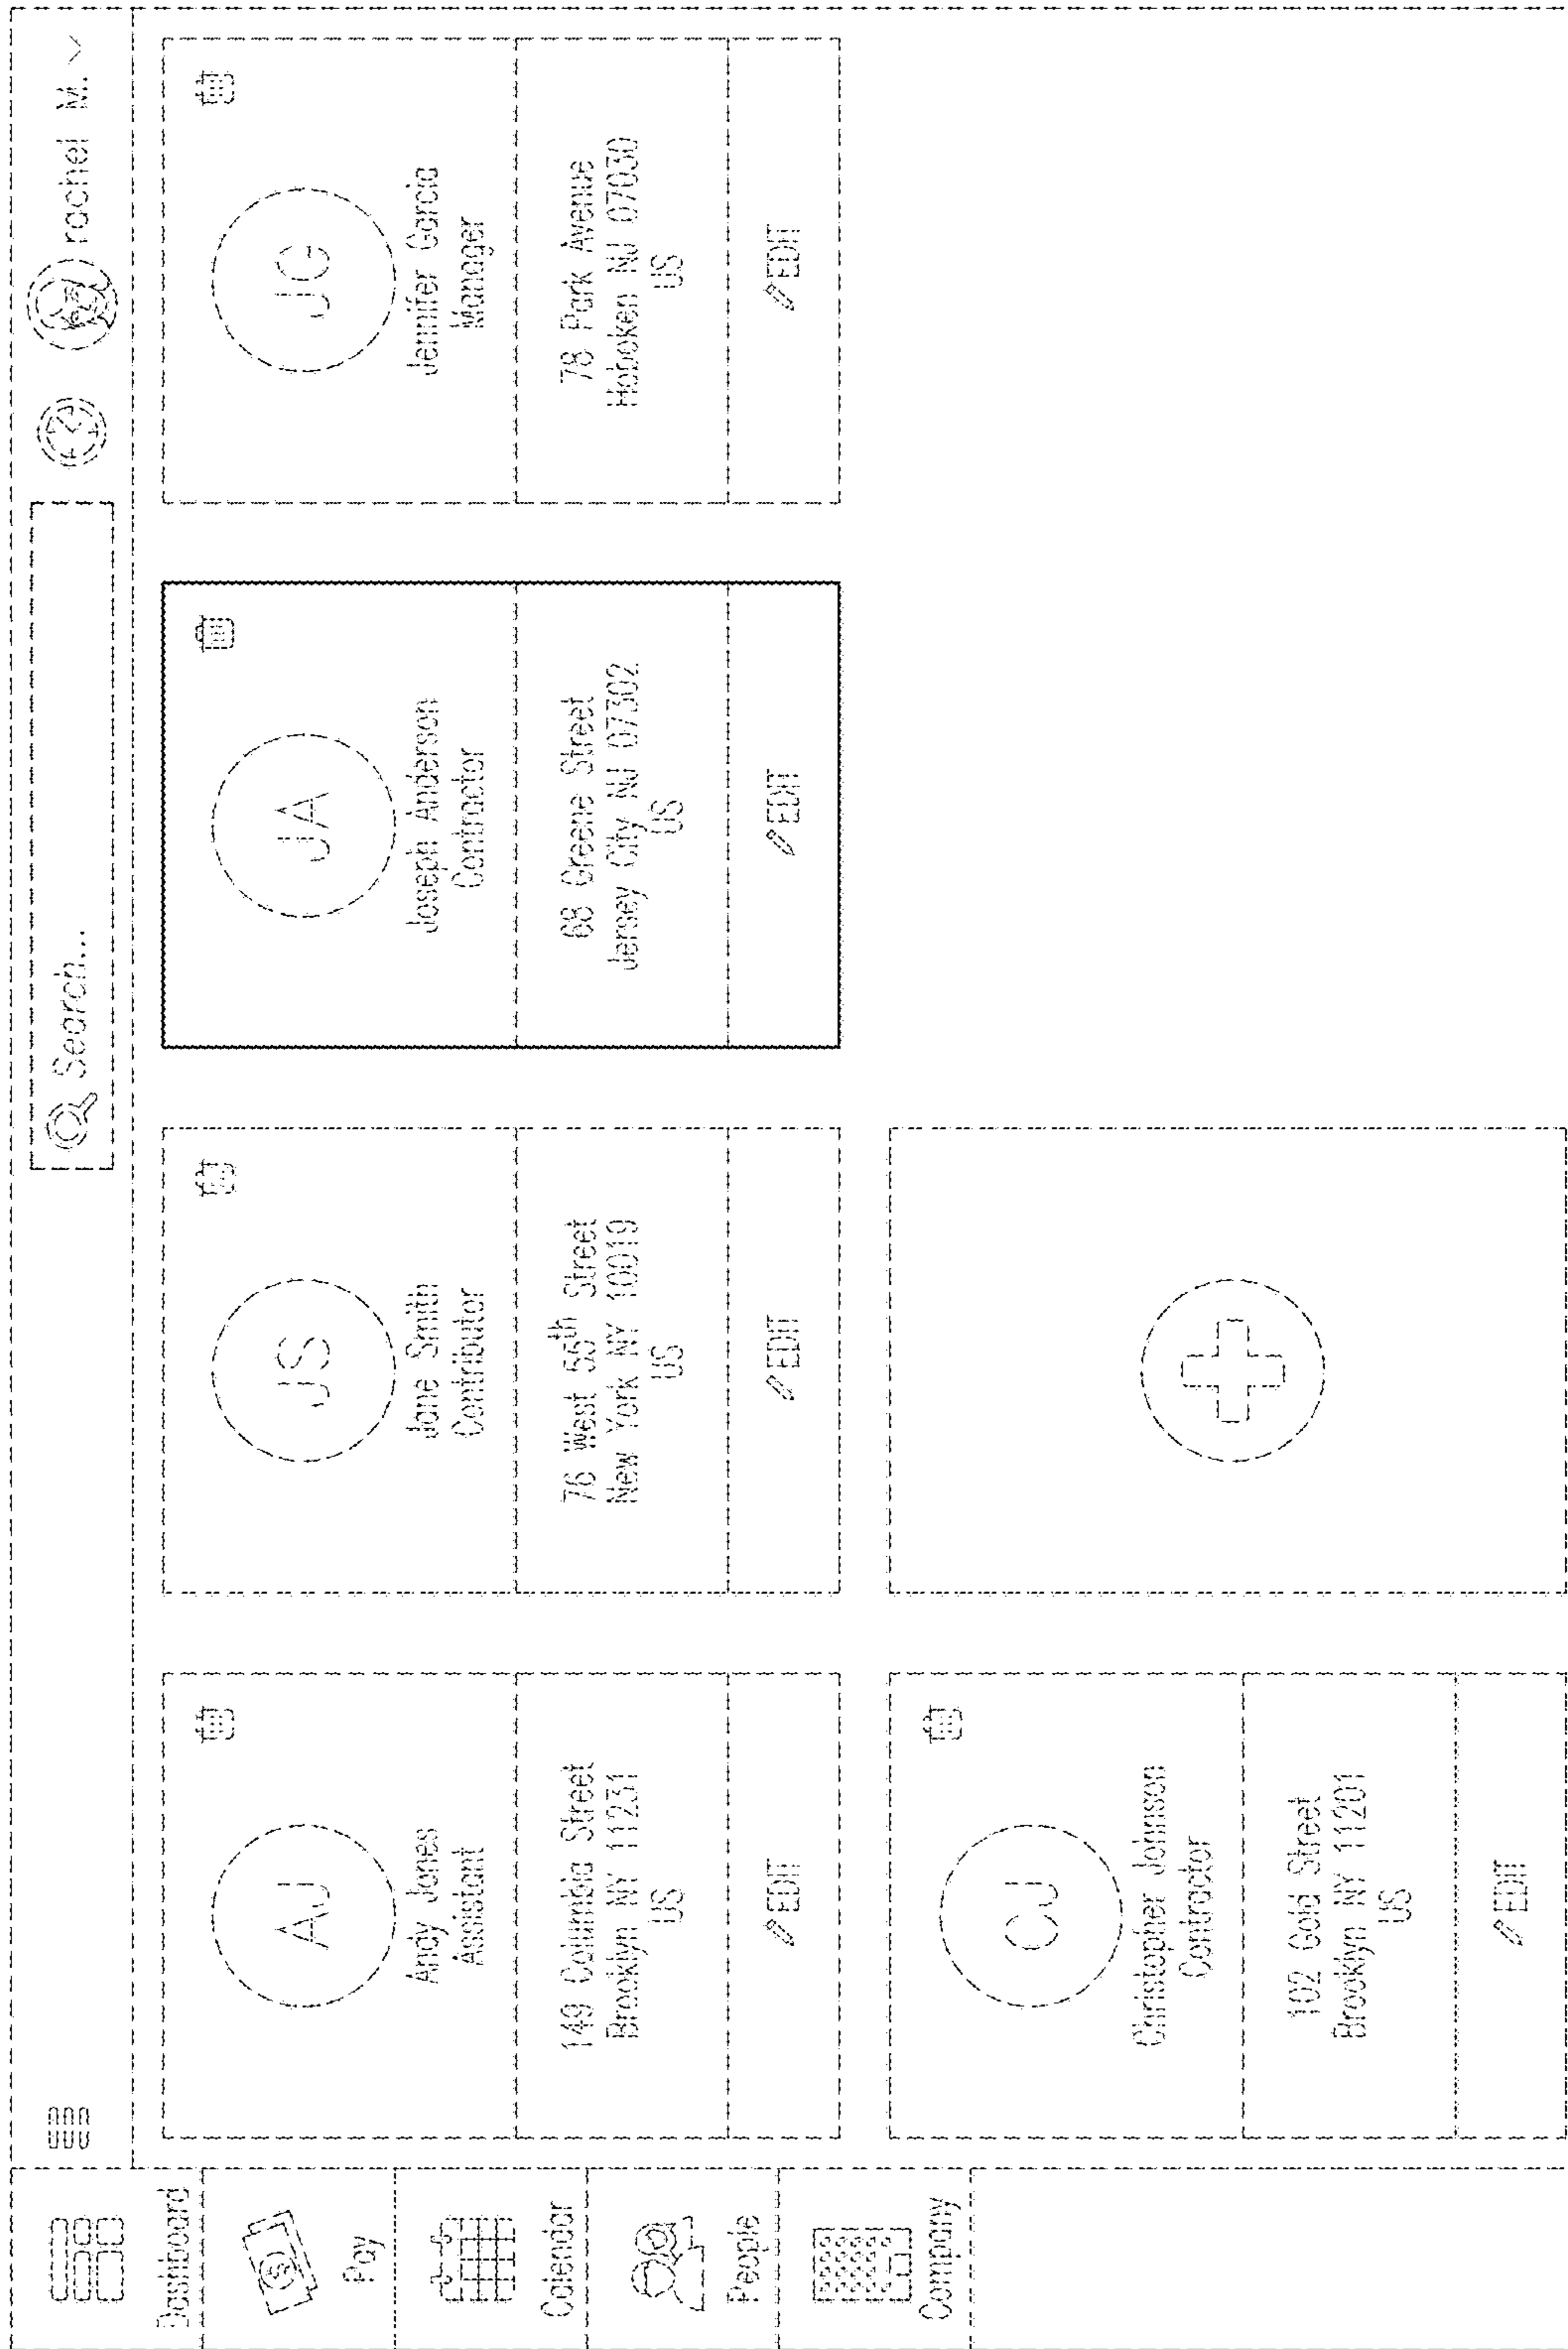 Search...
rachel M.
Dashboard
Pay
Calendar
People
Company
AJ
Andy Jones
Assistant
149 Columbia Street
Brooklyn NY 11231
US
EDIT
JS
Jane Smith
Contributor
76 West 55th Street
New York NY 10019
US
EDIT
JA
Joseph Anderson
Contractor
68 Greene Street
Jersey City NJ 07302
US
EDIT
JG
Jennifer Garcia
Manager
78 Park Avenue
Hoboken NJ 07030
US
EDIT
CJ
Christopher Johnson
Contractor
102 Gold Street
Brooklyn NY 11201
US
EDIT